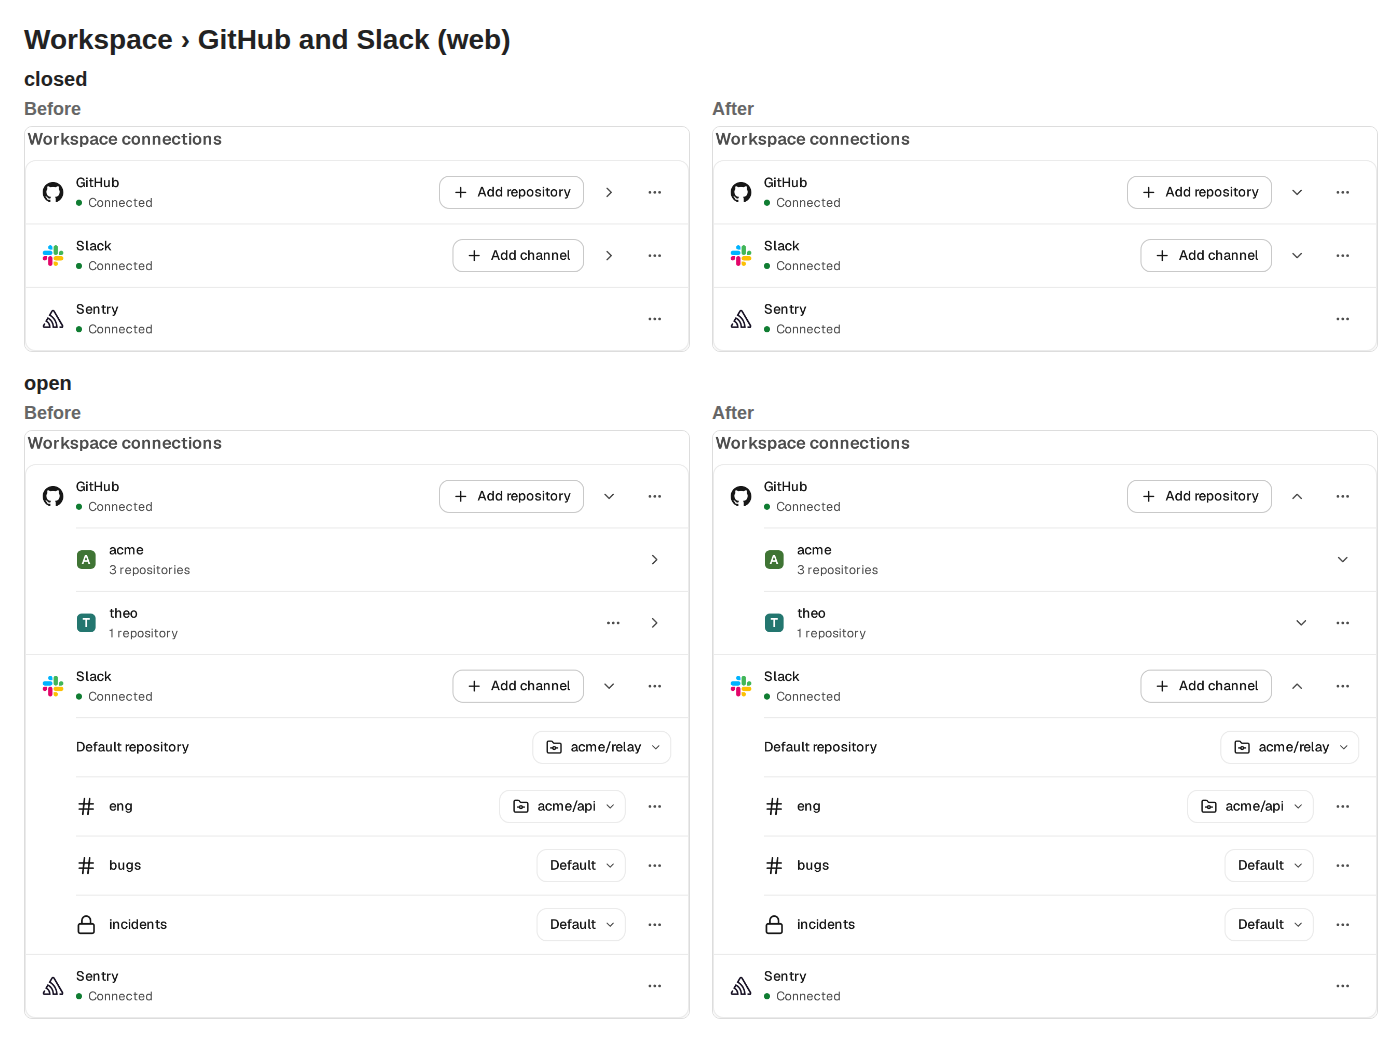 Workspace › GitHub and Slack (web)
closed
Before
Workspace connections
GitHub
Connected
Add repository
Slack
Connected
Add channel
Sentry
Connected
After
Workspace connections
GitHub
Connected
Add repository
Slack
Connected
Add channel
Sentry
Connected
open
Before
Workspace connections
GitHub
Connected
Add repository
A
acme
3 repositories
T
theo
1 repository
Slack
Connected
Add channel
Default repository
acme/relay
eng
acme/api
bugs
Default
incidents
Default
Sentry
Connected
After
Workspace connections
GitHub
Connected
Add repository
A
acme
3 repositories
T
theo
1 repository
Slack
Connected
Add channel
Default repository
acme/relay
eng
acme/api
bugs
Default
incidents
Default
Sentry
Connected